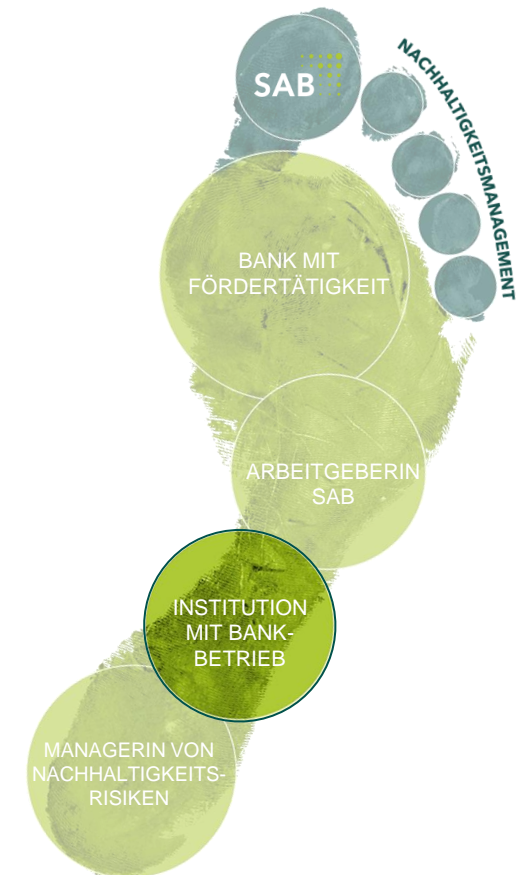 SAB
NACHHALTIGKEITSMANAGEMENT
BANK MIT
FÖRDERTÄTIGKEIT
ARBEITGEBERIN
SAB
INSTITUTION
MIT BANK-
BETRIEB
MANAGERIN VON
NACHHALTIGKEITS-
RISIKEN